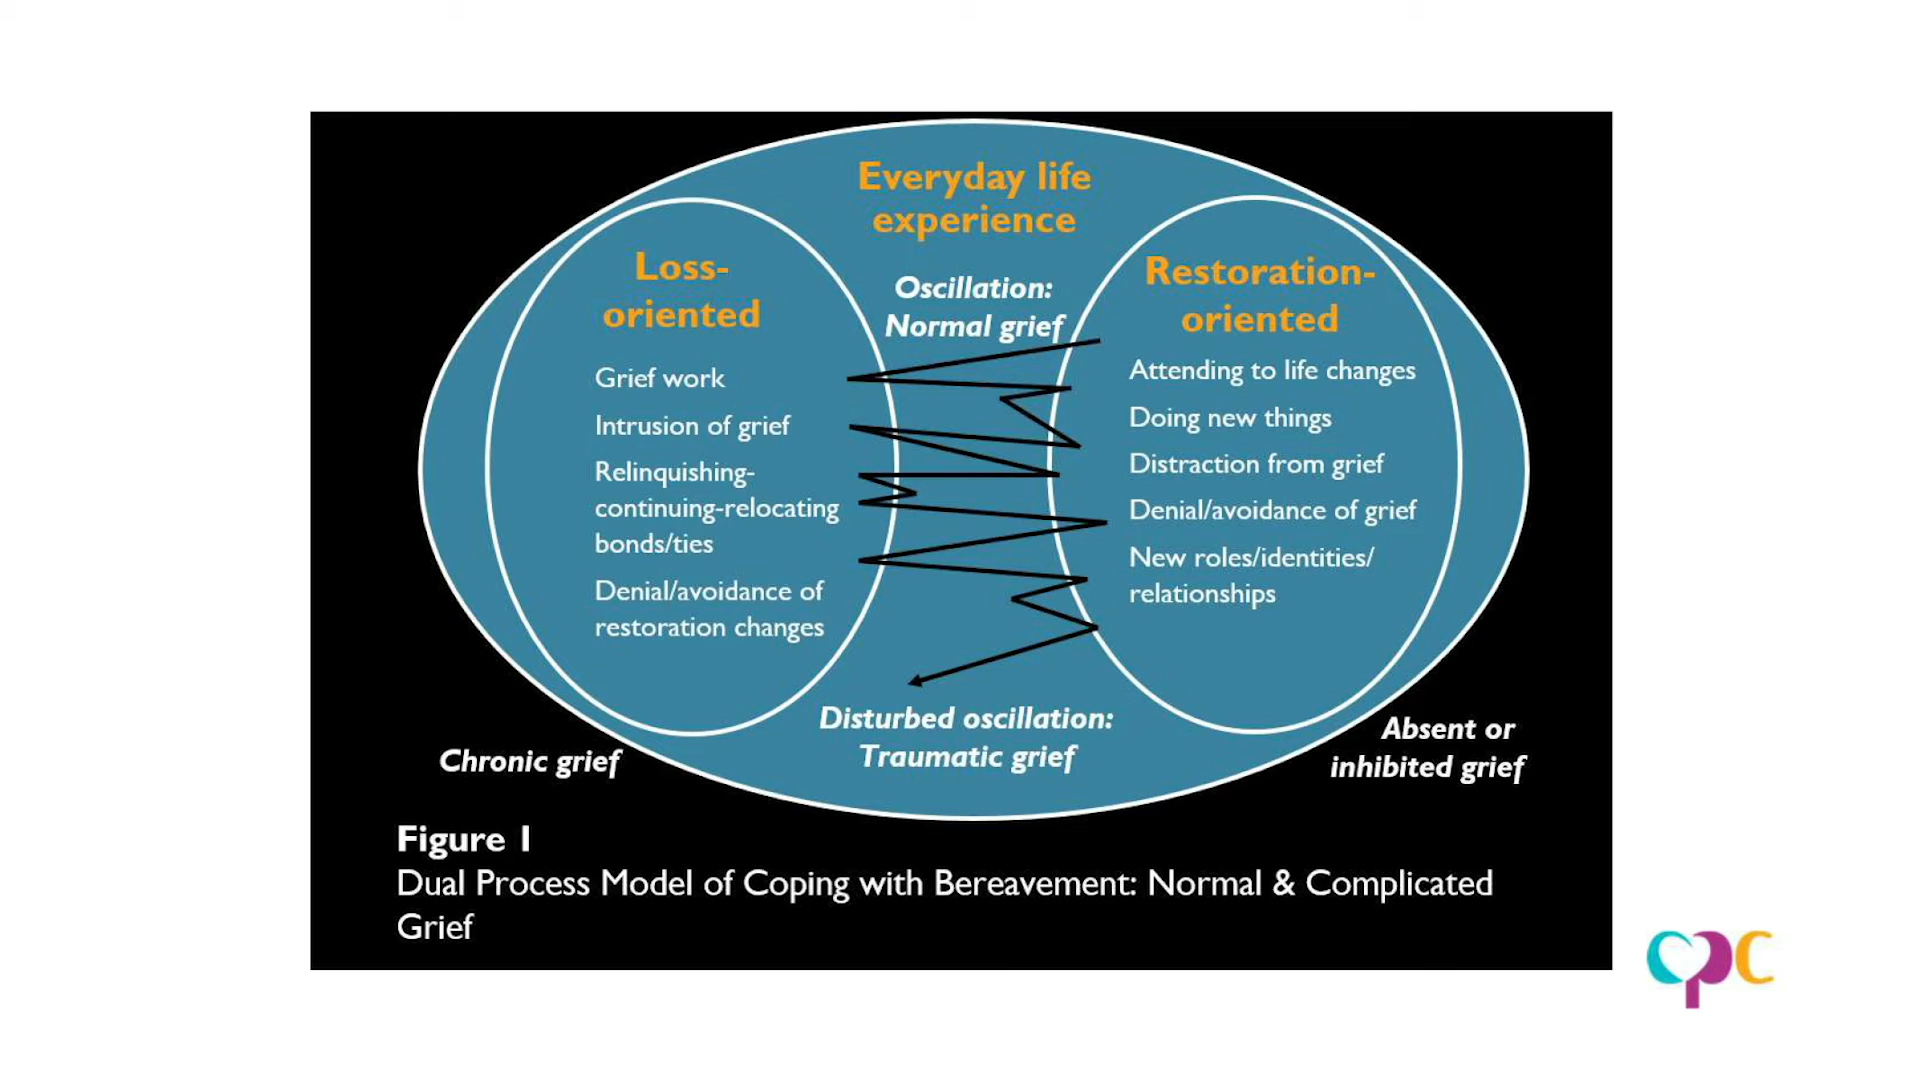 Everyday life
experience
Loss-
oriented
Grief work
Intrusion of grief
Relinquishing-
continuing-relocating
bonds/ties
Denial/avoidance of
restoration changes
Oscillation:
Normal grief
Restoration-
oriented
Attending to life changes
Doing new things
Distraction from grief
Denial/avoidance of grief
New roles/identities/
relationships
Disturbed oscillation:
Traumatic grief
Chronic grief
Absent or
inhibited grief
Figure 1
Dual Process Model of Coping with Bereavement: Normal & Complicated
Grief
cpc